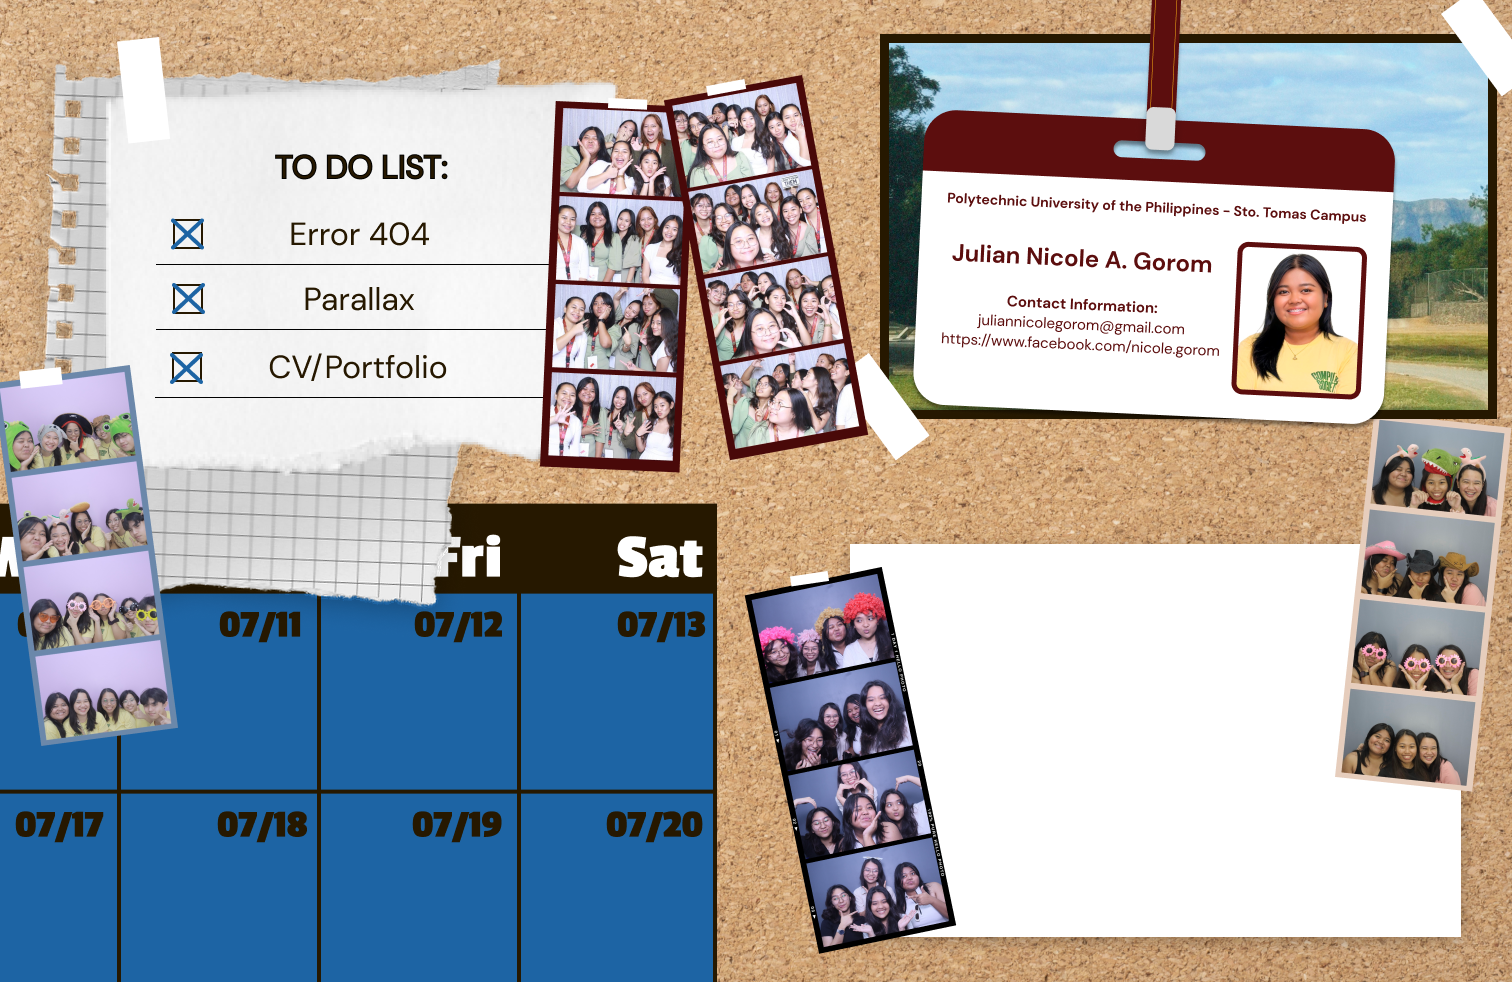 TO DO LIST:
Error 404
Parallax
CV/Portfolio
Polytechnic University of the Philippines - Sto. Tomas Campus
Julian Nicole A. Gorom
Contact Information:
juliannicolegorom@gmail.com
https://www.facebook.com/nicole.gorom
Fri
Sat
07/11
07/12
07/13
07/17
07/18
07/19
07/20